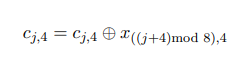 c_{j,4} = c_{j,4} ⊕ x_{((j+4)mod 8),4}